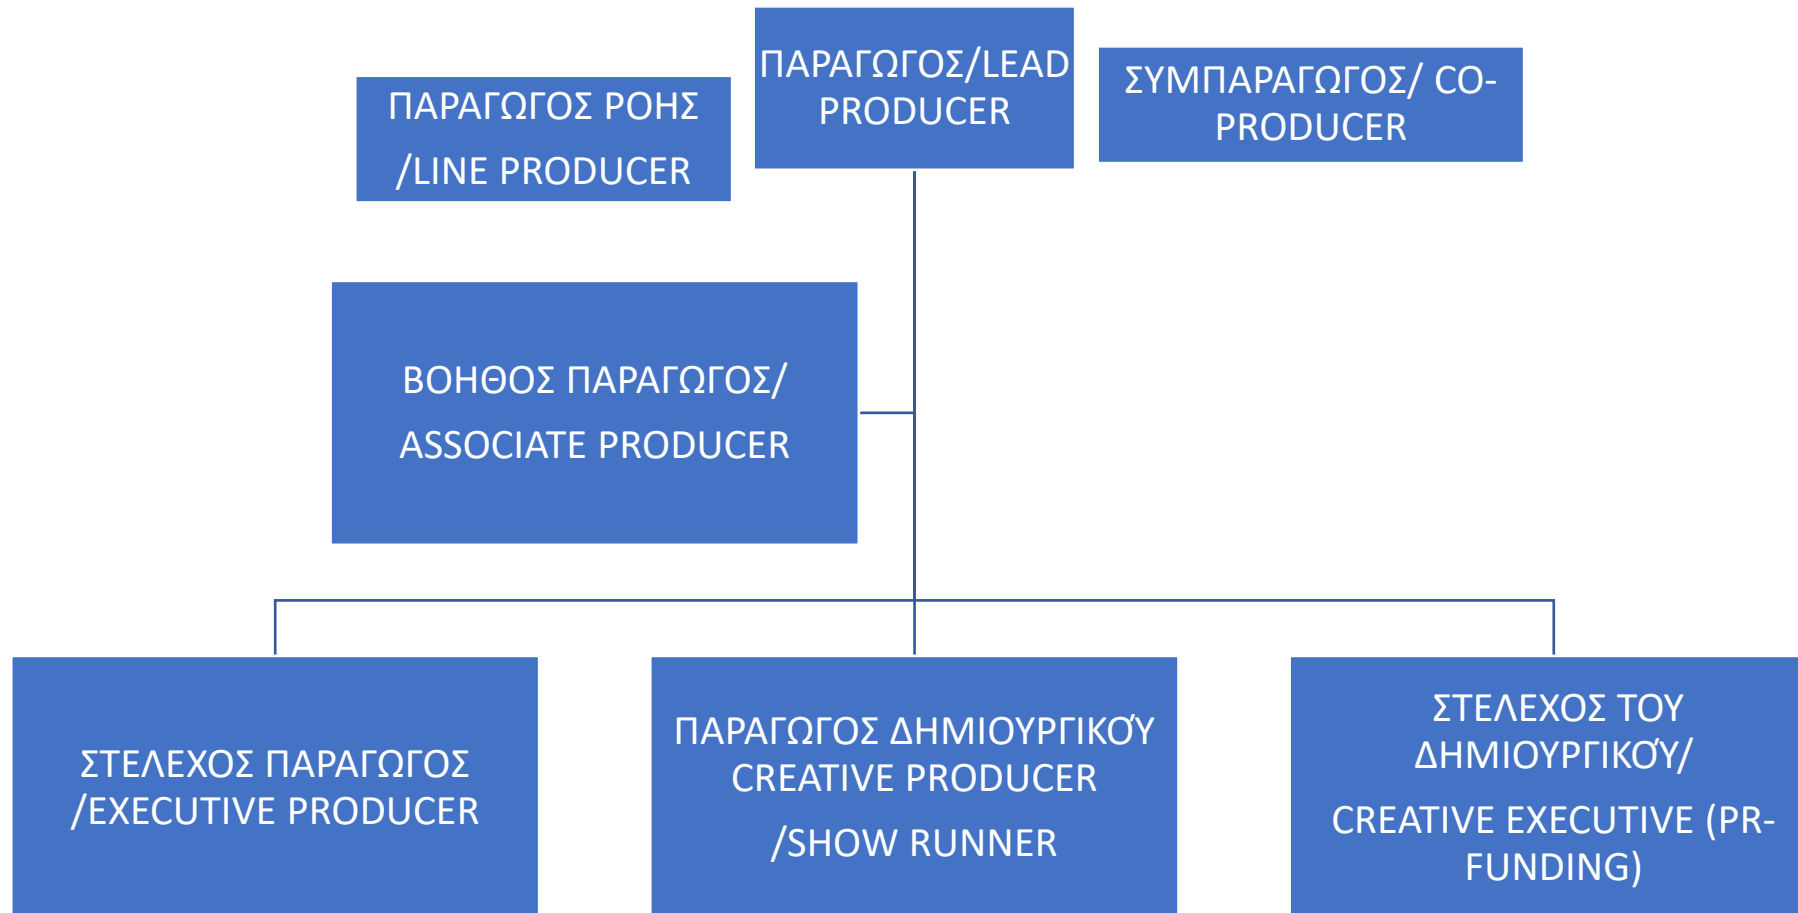 ΠΑΡΑΓΩΓΟΣ/LEAD
PRODUCER
ΠΑΡΑΓΩΓΟΣ ΡΟΗΣ
/LINE PRODUCER
ΣΥΜΠΑΡΑΓΩΓΟΣ/ CO-
PRODUCER
ΒΟΗΘΟΣ ΠΑΡΑΓΩΓΟΣ/
ASSOCIATE PRODUCER
ΣΤΕΛΕΧΟΣ ΠΑΡΑΓΩΓΟΣ
/EXECUTIVE PRODUCER
ΠΑΡΑΓΩΓΟΣ ΔΗΜΙΟΥΡΓΙΚΟΎ
CREATIVE PRODUCER
/SHOW RUNNER
ΣΤΕΛΕΧΟΣ ΤΟΥ
ΔΗΜΙΟΥΡΓΙΚΟΎ/
CREATIVE EXECUTIVE (PR-
FUNDING)